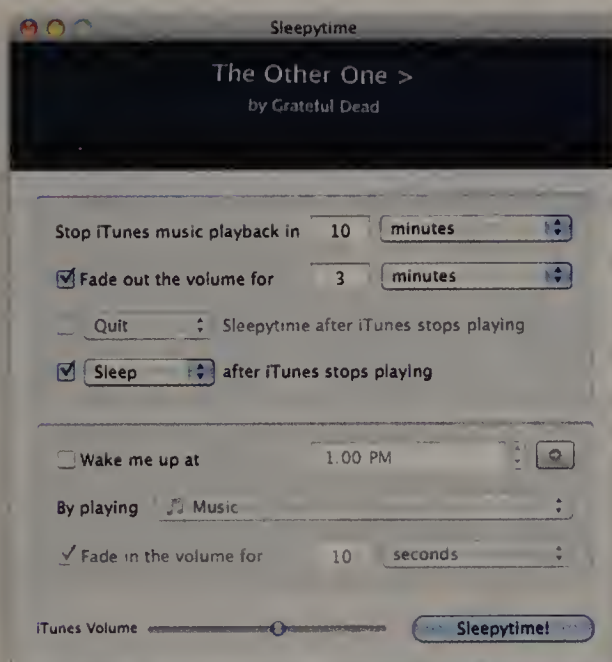 Sleepytime
The Other One >
by Grateful Dead
Stop iTunes music playback in 10 minutes
Fade out the volume for 3 minutes
Quit Sleepytime after iTunes stops playing
Sleep after iTunes stops playing
Wake me up at 1:00 PM
By playing Music
Fade in the volume for 10 seconds
iTunes Volume Sleepytime!